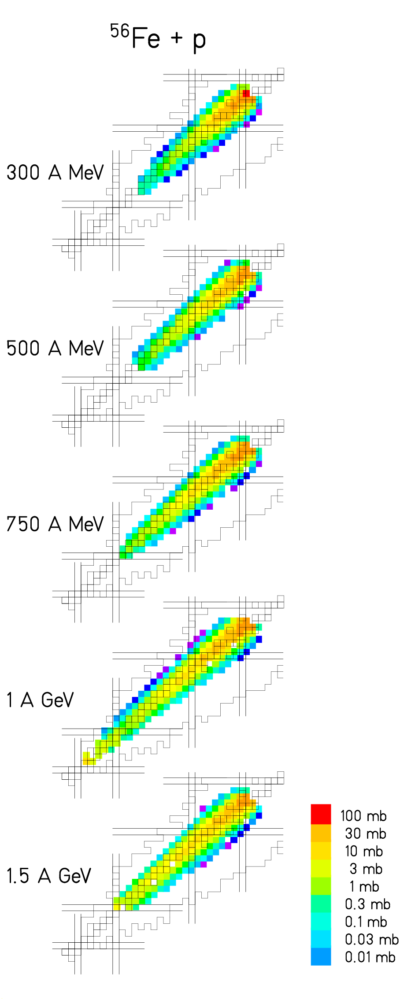 ⁵⁶Fe + p
300 A MeV
500 A MeV
750 A MeV
1 A GeV
1.5 A GeV
100 mb
30 mb
10 mb
3 mb
1 mb
0.3 mb
0.1 mb
0.03 mb
0.01 mb